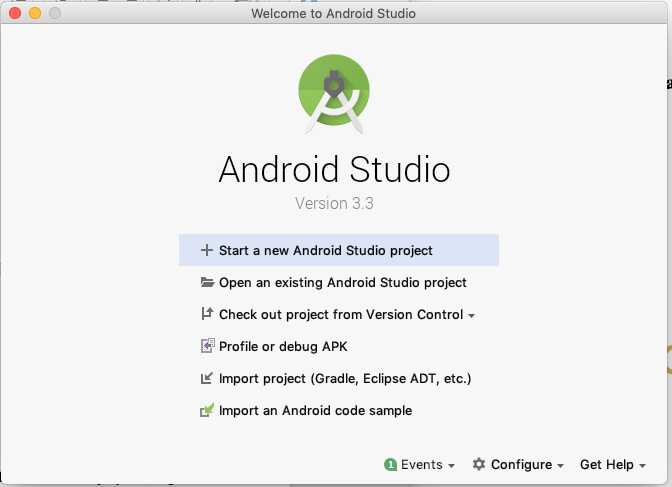 Welcome to Android Studio
Android Studio
Version 3.3
Start a new Android Studio project
Open an existing Android Studio project
Check out project from Version Control
Profile or debug APK
Import project (Gradle, Eclipse ADT, etc.)
Import an Android code sample
1 Events Configure Get Help